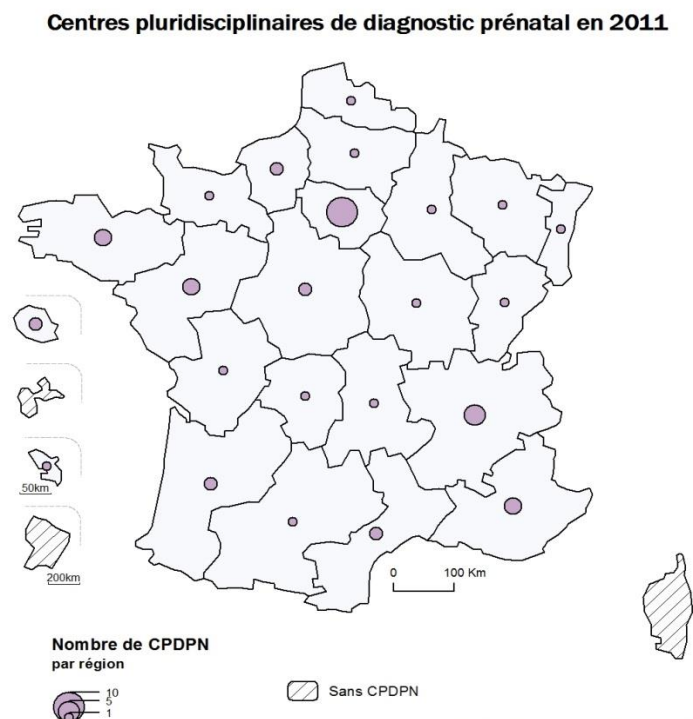 Centres pluridisciplinaires de diagnostic prénatal en 2011
50km
200km
0 100 Km
Nombre de CPDPN
par région
10
5
1
Sans CPDPN